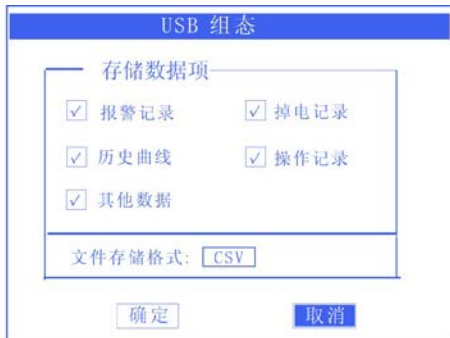 USB 组态
存储数据项
报警记录 掉电记录
历史曲线 操作记录
其他数据
文件存储格式: CSV
确定 取消